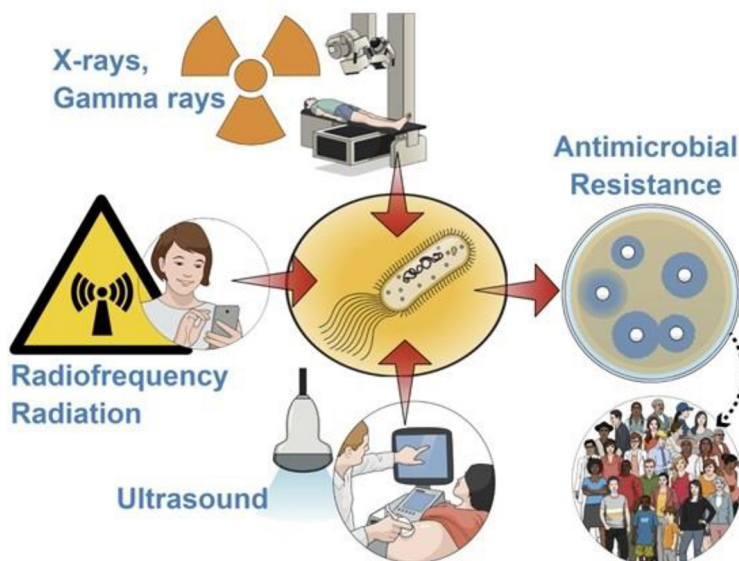 X-rays,
Gamma rays
Antimicrobial
Resistance
Radiofrequency
Radiation
Ultrasound